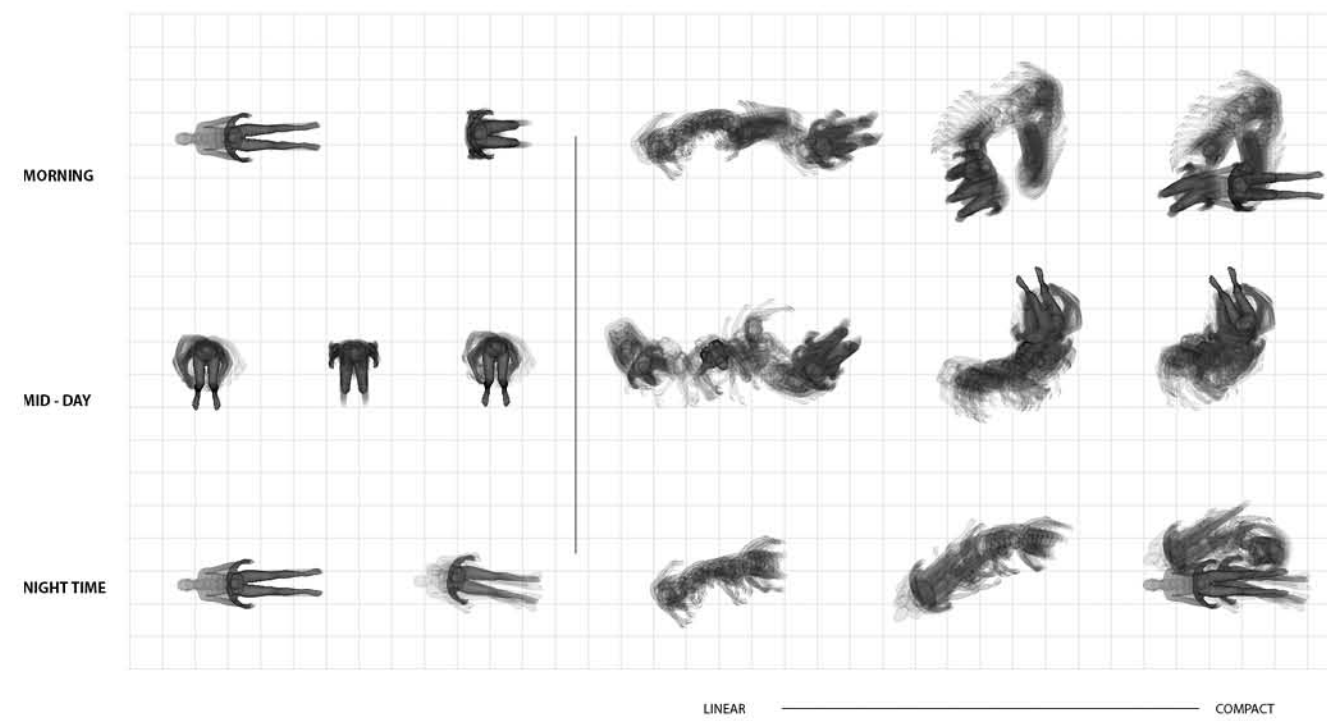 MORNING
MID - DAY
NIGHT TIME
LINEAR
COMPACT